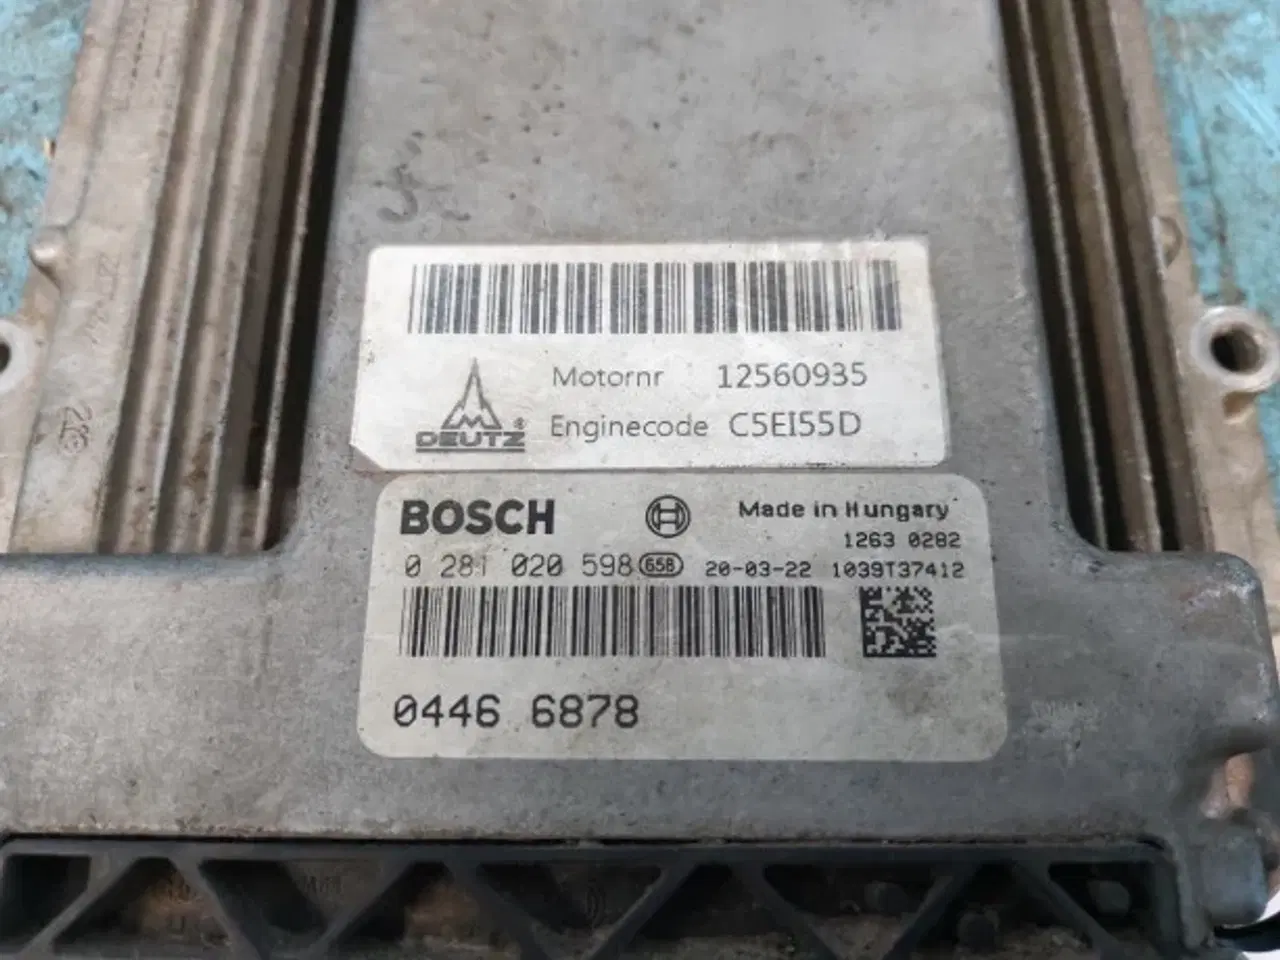 Motornr 12560935
DEUTZ ®
Enginecode C5EI55D
BOSCH
Made in Hungary
1263 0282
0 281 020 598 658 20-03-22 1039T37412
0446 6878